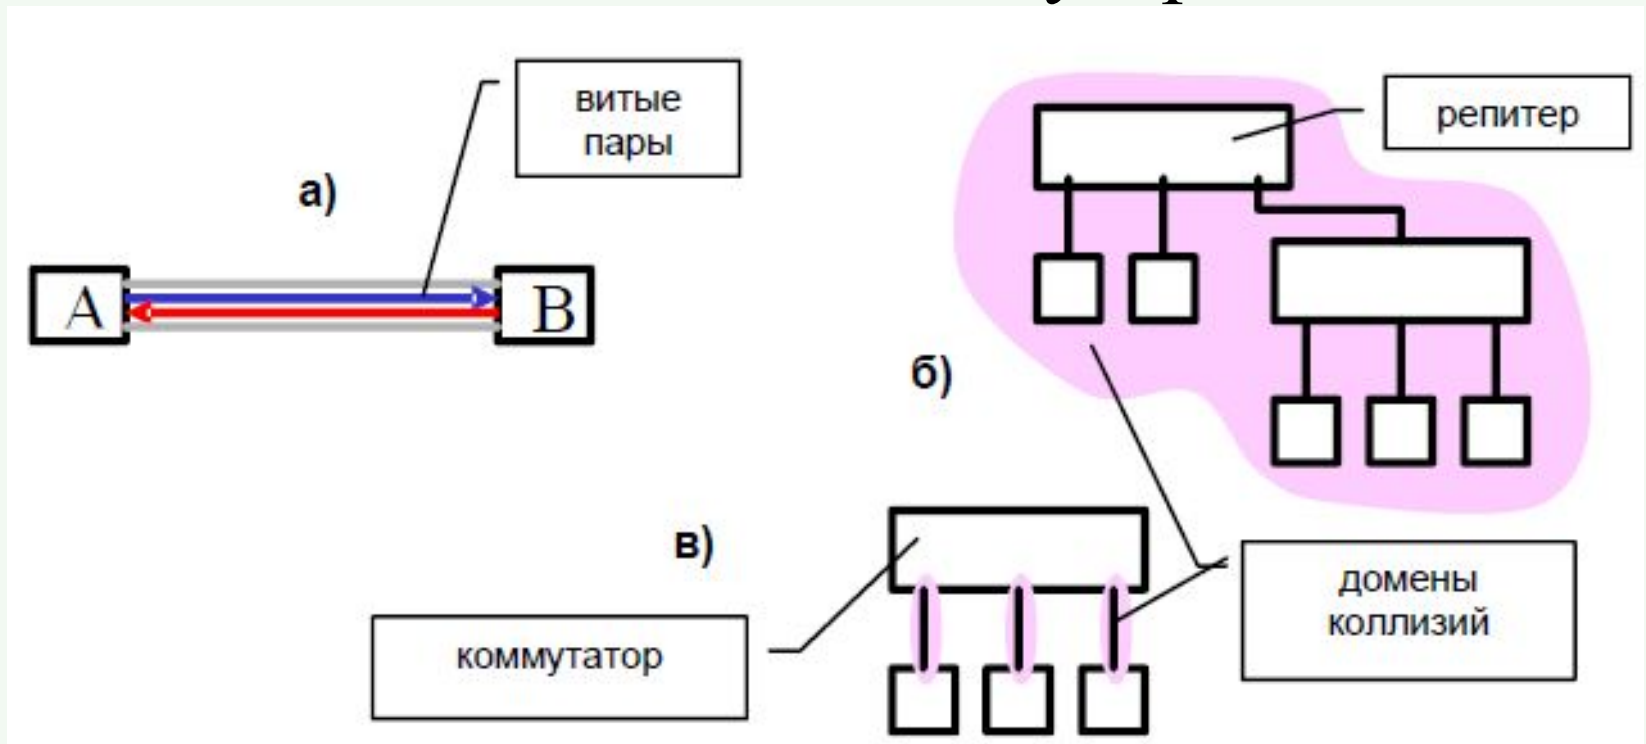 витые
пары
репитер
а)
A
B
б)
в)
домены
коллизий
коммутатор